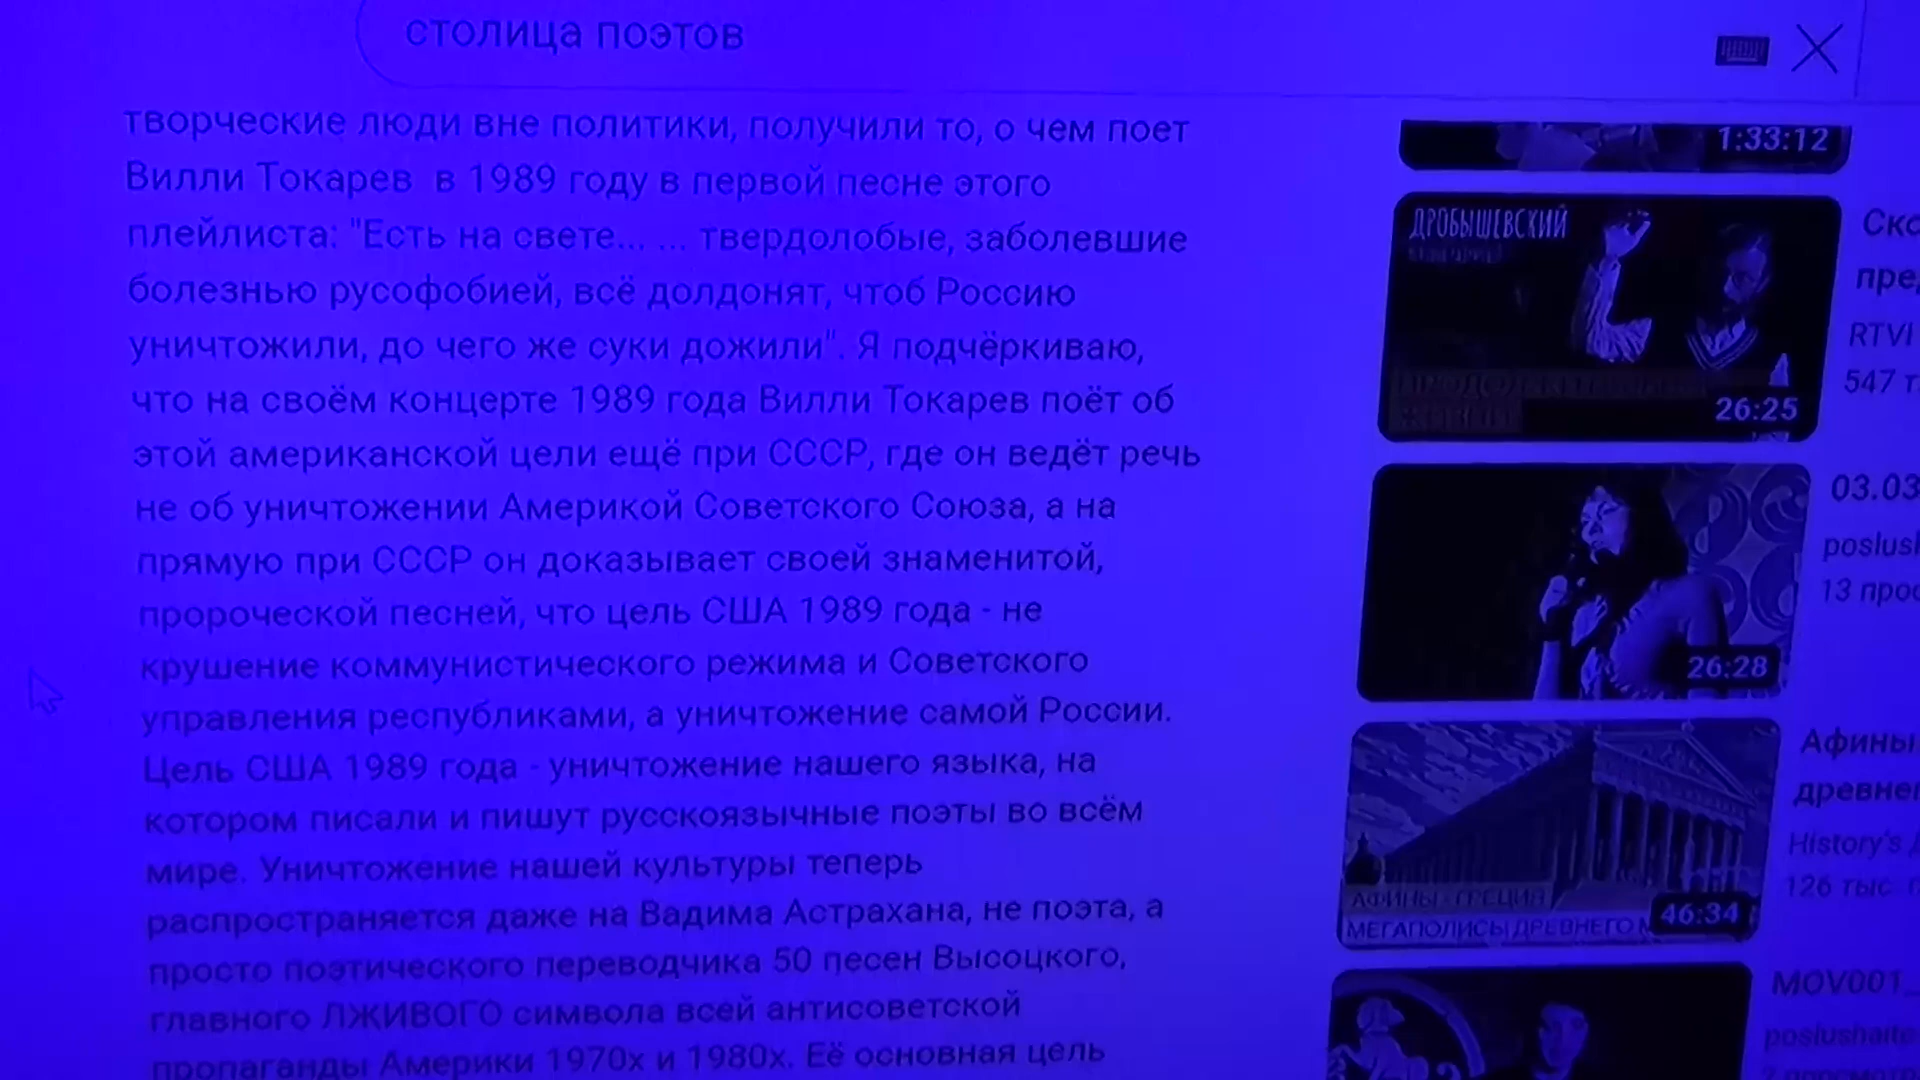 столица поэтов
творческие люди вне политики, получили то, о чем поет
Вилли Токарев в 1989 году в первой песне этого
плейлиста: "Есть на свете... ... твердолобые, заболевшие
болезнью русофобией, всё долдонят, чтоб Россию
уничтожили, до чего же суки дожили". Я подчёркиваю,
что на своём концерте 1989 года Вилли Токарев поёт об
этой американской цели ещё при СССР, где он ведёт речь
не об уничтожении Америкой Советского Союза, а на
прямую при СССР он доказывает своей знаменитой,
пророческой песней, что цель США 1989 года - не
крушение коммунистического режима и Советского
управления республиками, а уничтожение самой России.
Цель США 1989 года - уничтожение нашего языка, на
котором писали и пишут русскоязычные поэты во всём
мире. Уничтожение нашей культуры теперь
распространяется даже на Вадима Астрахана, не поэта, а
просто поэтического переводчика 50 песен Высоцкого,
главного ЛЖИВОГО символа всей антисоветской
пропаганды Америки 1970х и 1980х. Её основная цель
1:33:12
ДРОБЫШЕВСКИЙ
26:25
Ско
пред
RTVI
547 т
26:28
03.03
poslush
13 прос
АФИНЫ - ГРЕЦИЯ
МЕГАПОЛИСЫ ДРЕВНЕГО М
46:34
Афины
древнег
History's
126 тыс.
MOV001_
poslushaite